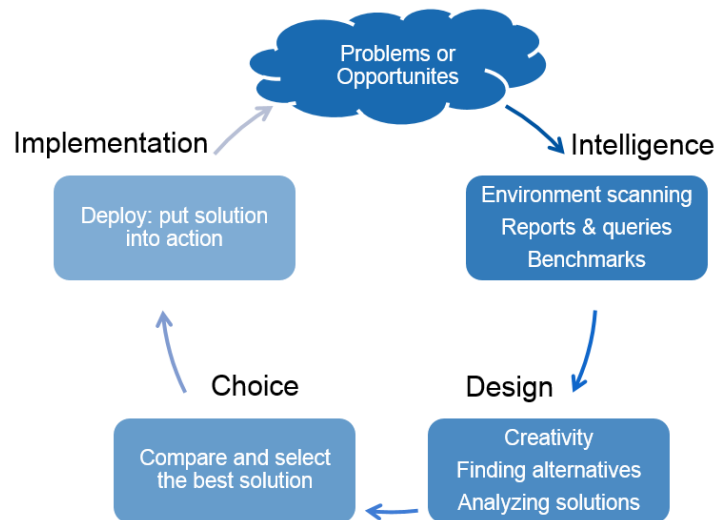 Problems or
Opportunites
Intelligence
Environment scanning
Reports & queries
Benchmarks
Design
Creativity
Finding alternatives
Analyzing solutions
Choice
Compare and select
the best solution
Implementation
Deploy: put solution
into action